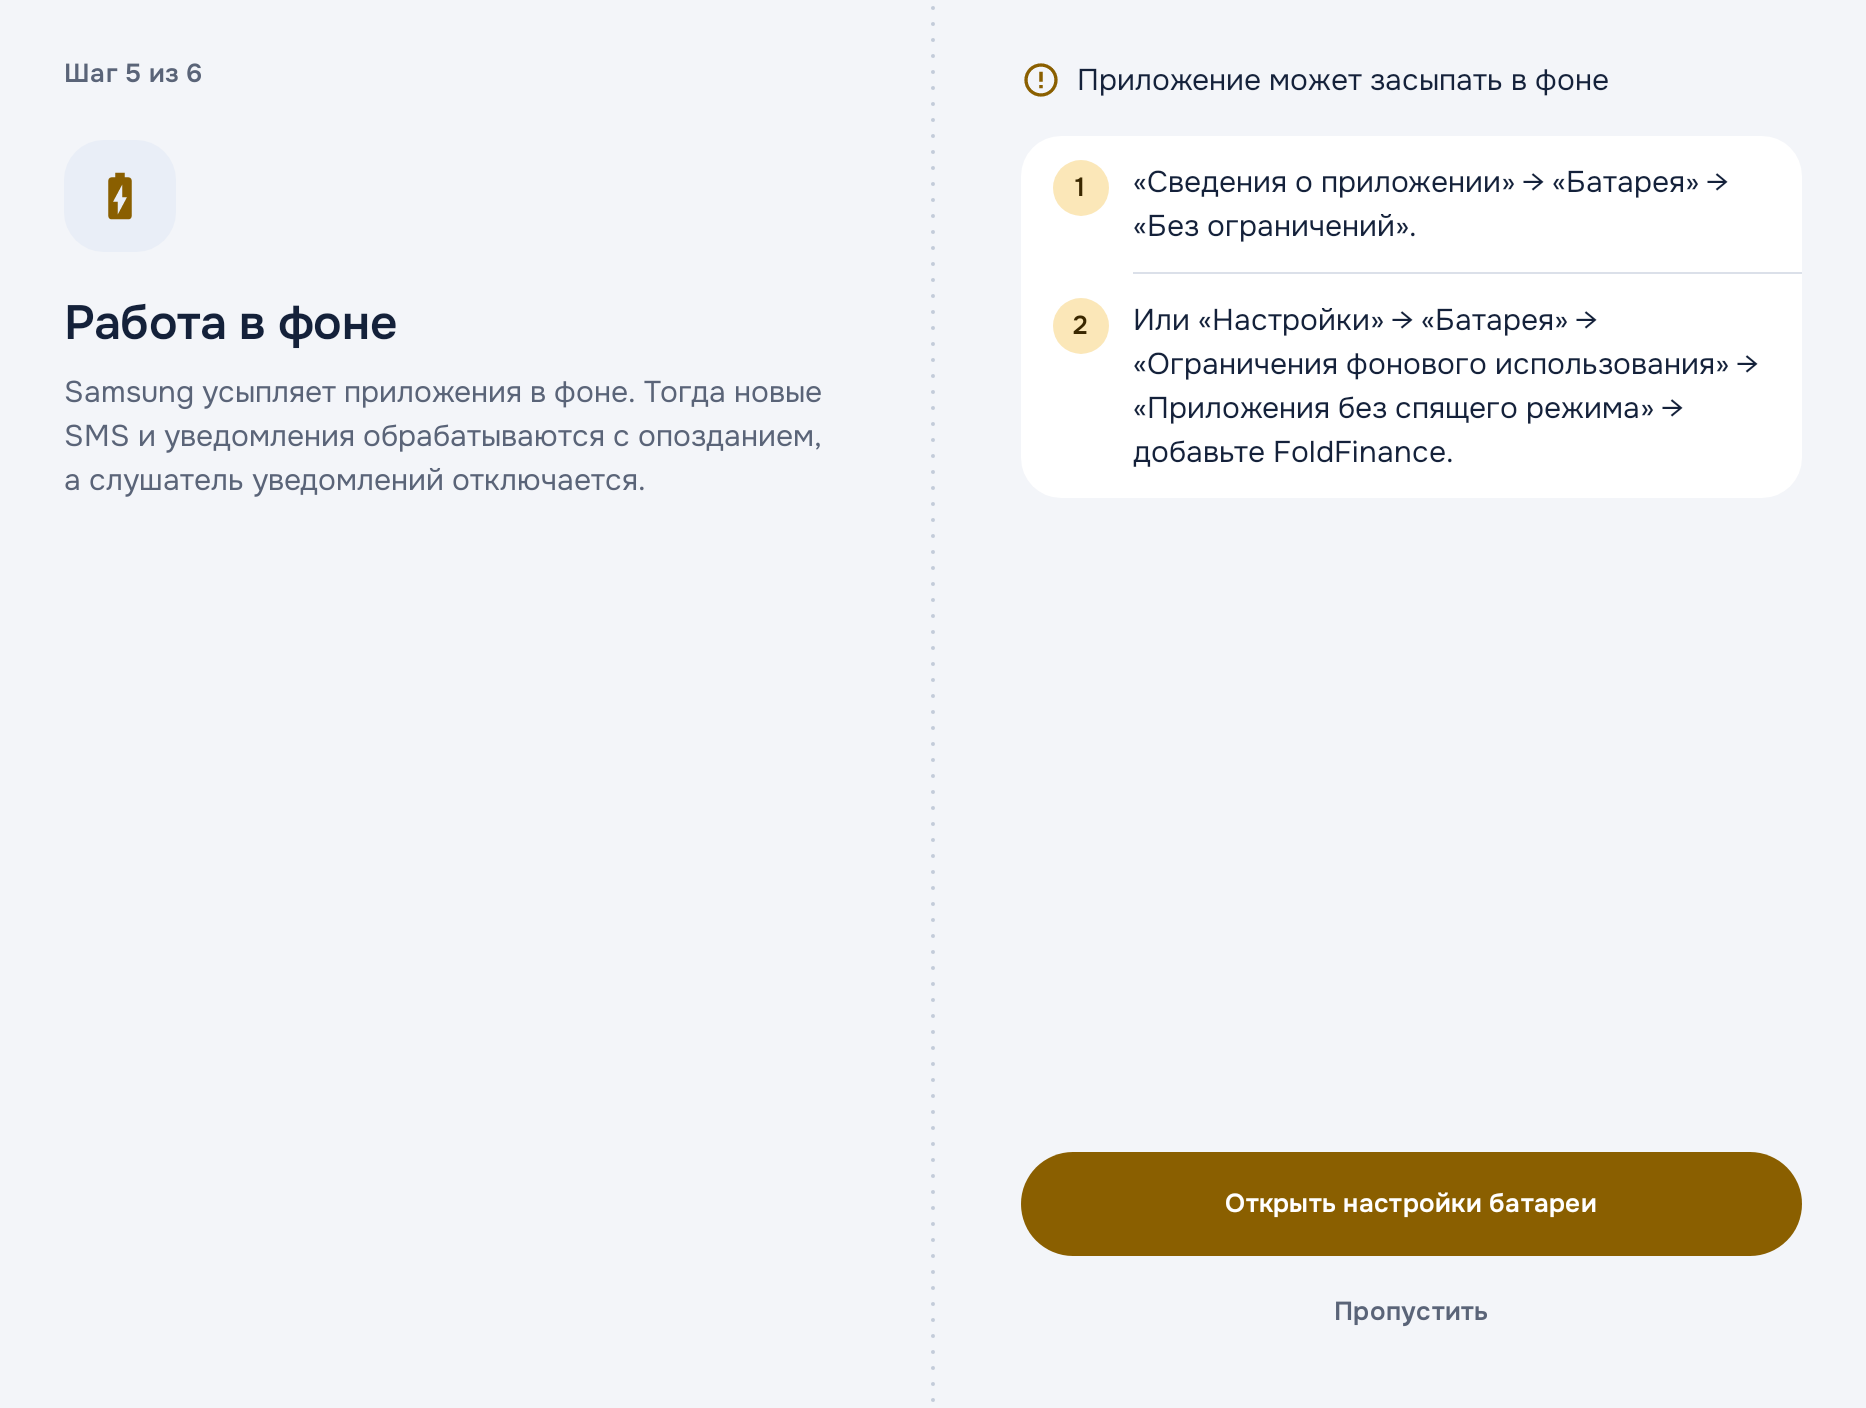 Шаг 5 из 6
Работа в фоне
Samsung усыпляет приложения в фоне. Тогда новые
SMS и уведомления обрабатываются с опозданием,
а слушатель уведомлений отключается.
Приложение может засыпать в фоне
1 «Сведения о приложении» → «Батарея» →
«Без ограничений».
2 Или «Настройки» → «Батарея» →
«Ограничения фонового использования» →
«Приложения без спящего режима» →
добавьте FoldFinance.
Открыть настройки батареи
Пропустить